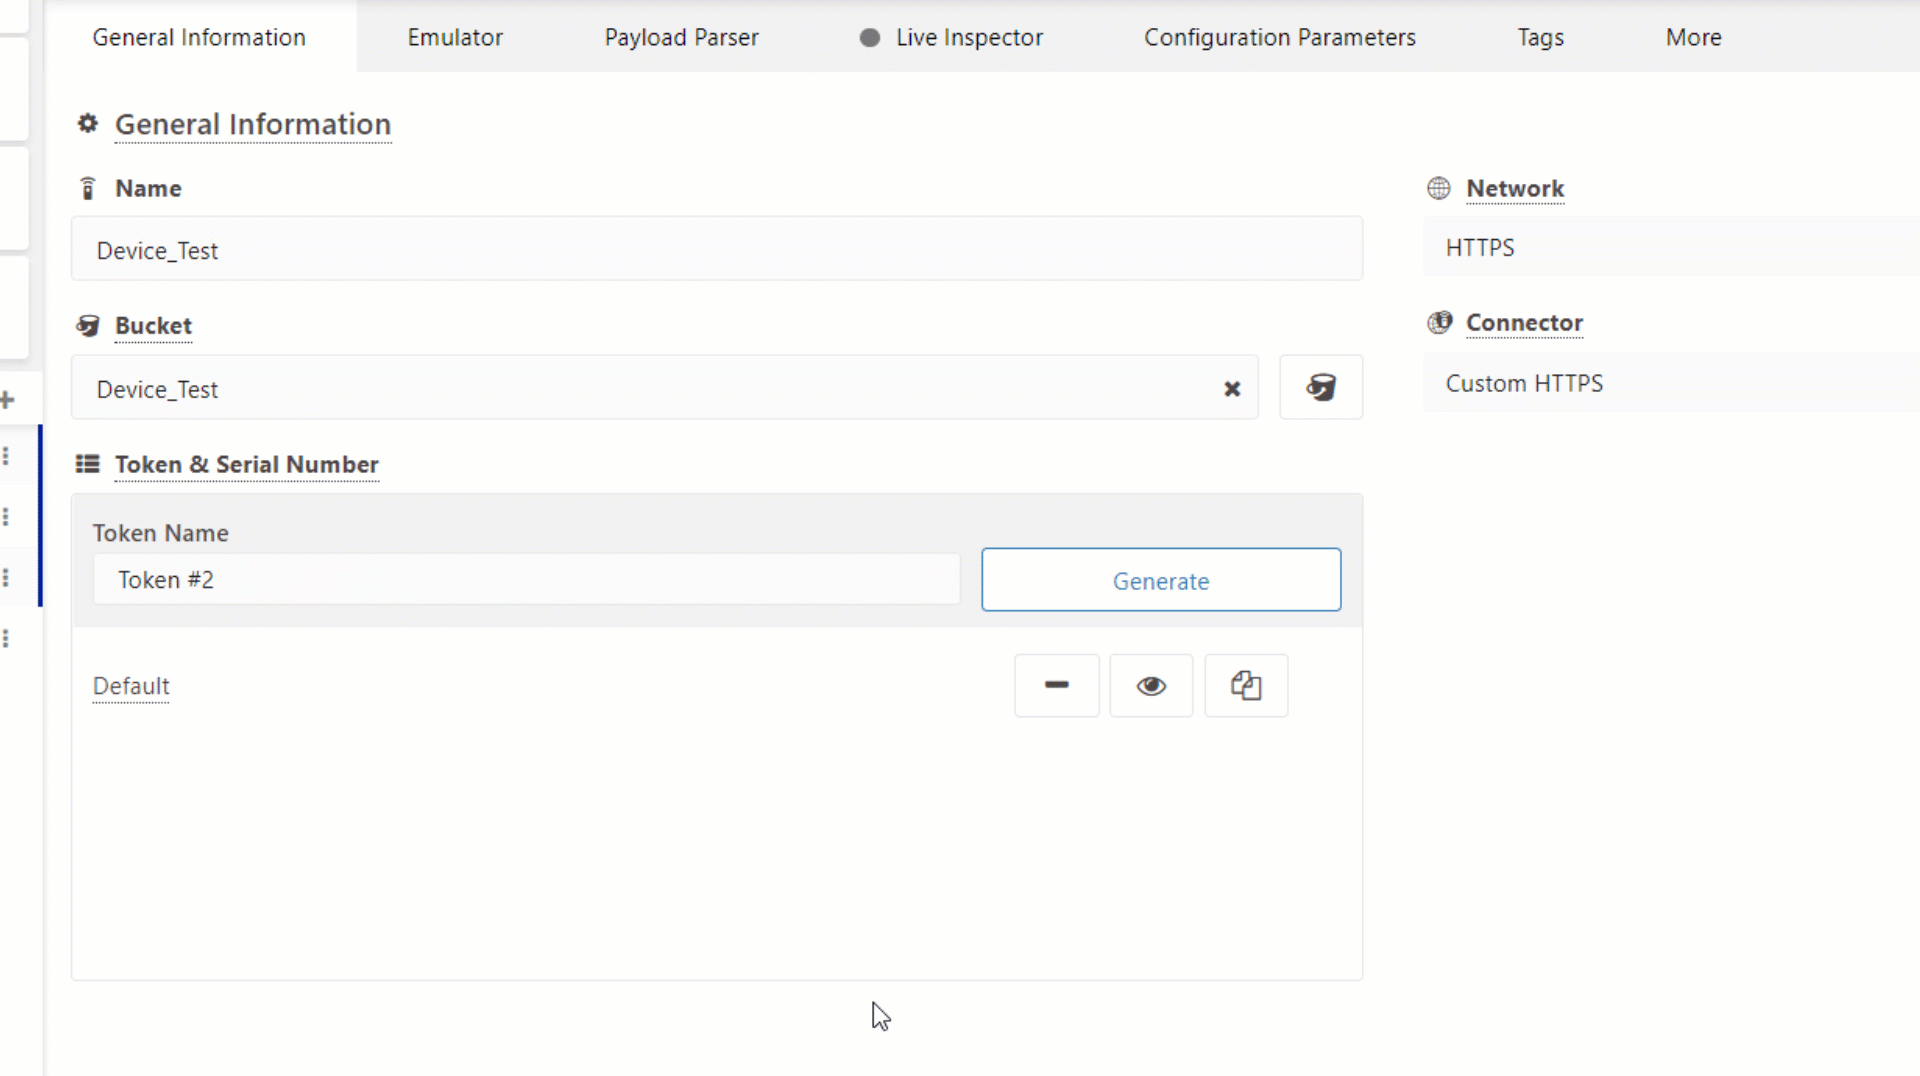 General Information
Emulator
Payload Parser
Live Inspector
Configuration Parameters
Tags
More
General Information
Name
Device_Test
Network
HTTPS
Bucket
Device_Test
Connector
Custom HTTPS
Token & Serial Number
Token Name
Token #2
Generate
Default